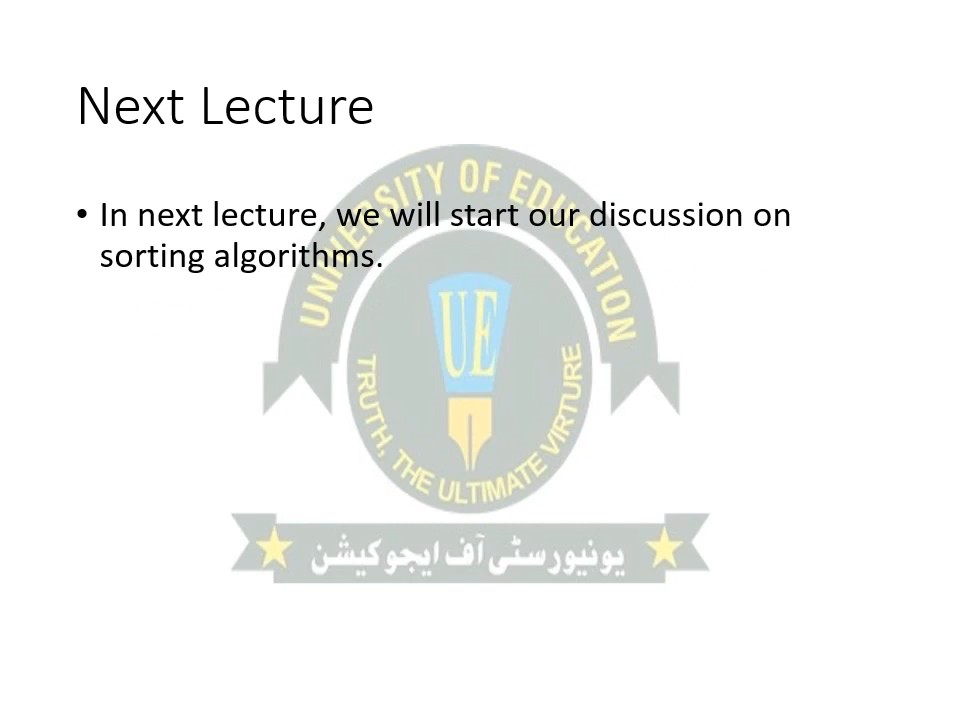 Next Lecture
• In next lecture, we will start our discussion on
sorting algorithms.
UNIVERSITY OF EDUCATION
UE
TRUTH, THE ULTIMATE VIRTURE
یونیورسٹی آف ایجوکیشن